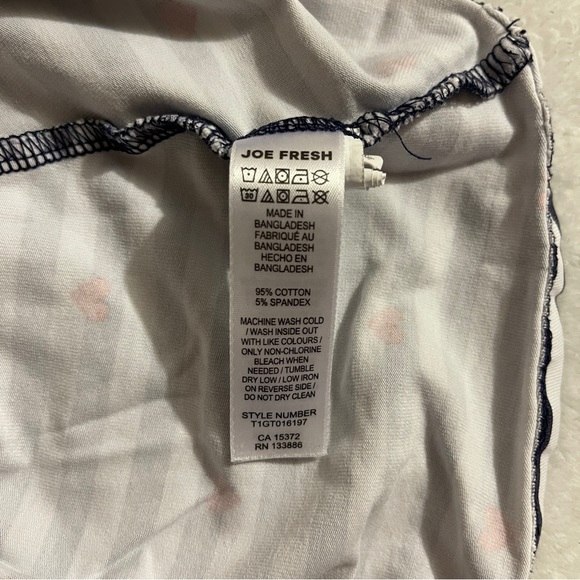 JOE FRESH
30
MADE IN
BANGLADESH
FABRIQUÉ AU
BANGLADESH
HECHO EN
BANGLADESH
95% COTTON
5% SPANDEX
MACHINE WASH COLD
/ WASH INSIDE OUT
WITH LIKE COLOURS /
ONLY NON-CHLORINE
BLEACH WHEN
NEEDED / TUMBLE
DRY LOW / LOW IRON
ON REVERSE SIDE /
DO NOT DRY CLEAN
STYLE NUMBER
T1GT016197
CA 15372
RN 133886